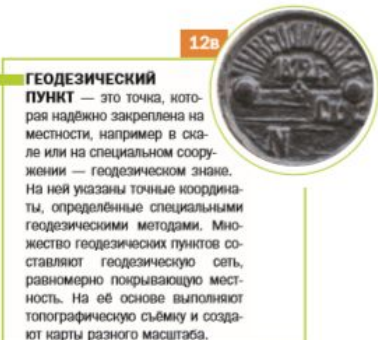 12в
НИВЕЛЛИРОВКА
N
ГЕОДЕЗИЧЕСКИЙ
ПУНКТ — это точка, кото-
рая надёжно закреплена на
местности, например в ска-
ле или на специальном соору-
жении — геодезическом знаке.
На ней указаны точные координа-
ты, определённые специальными
геодезическими методами. Мно-
жество геодезических пунктов со-
ставляют геодезическую сеть,
равномерно покрывающую мест-
ность. На её основе выполняют
топографическую съёмку и созда-
ют карты разного масштаба.